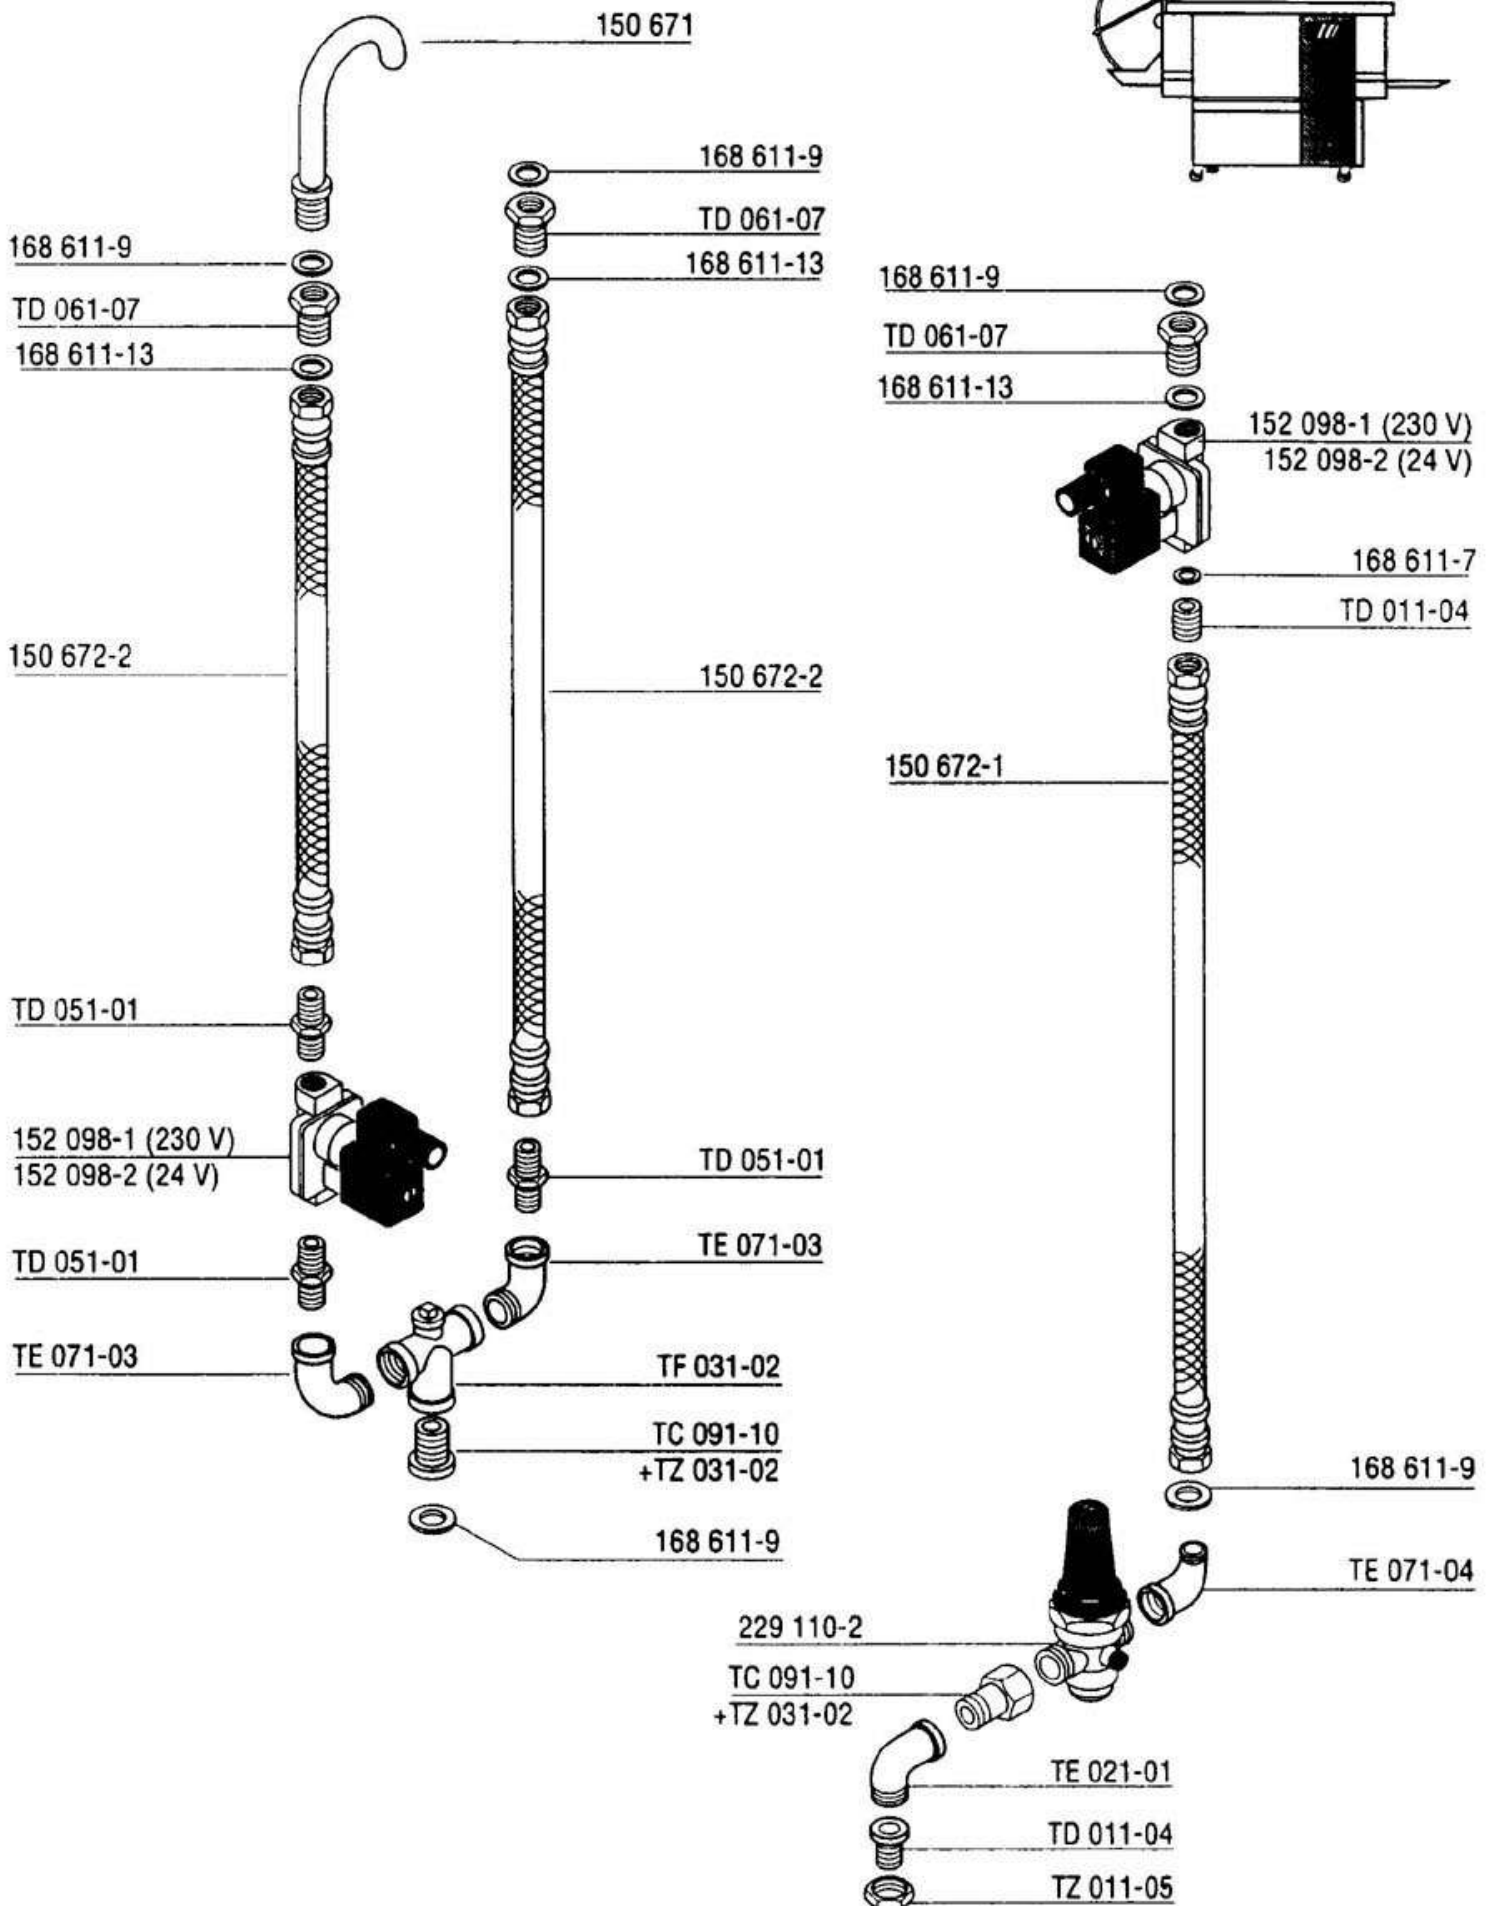 150 671
168 611-9
TD 061-07
168 611-13
168 611-9
TD 061-07
168 611-13
168 611-9
TD 061-07
168 611-13
152 098-1 (230 V)
152 098-2 (24 V)
168 611-7
TD 011-04
150 672-2
150 672-2
150 672-1
TD 051-01
152 098-1 (230 V)
152 098-2 (24 V)
TD 051-01
TD 051-01
TE 071-03
TE 071-03
TF 031-02
TC 091-10
+TZ 031-02
168 611-9
168 611-9
TE 071-04
229 110-2
TC 091-10
+TZ 031-02
TE 021-01
TD 011-04
TZ 011-05